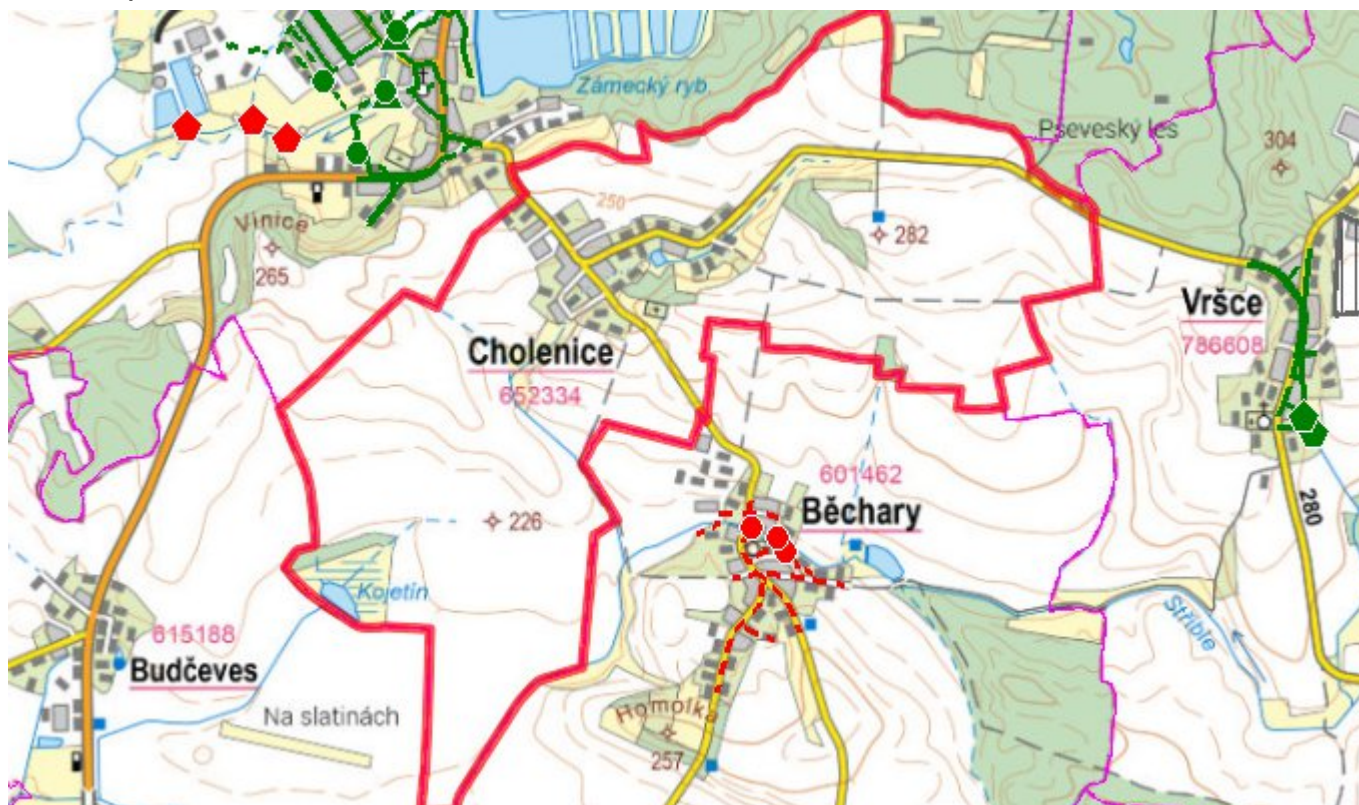 Zámecký ryb.
Pseveský les
304
Vinice
250
282
265
Vršce
786608
Cholenice
652334
601462
Běchary
226
280
Kojetín
Stříble
615188
Budčeves
Na slatinách
Homolka
257